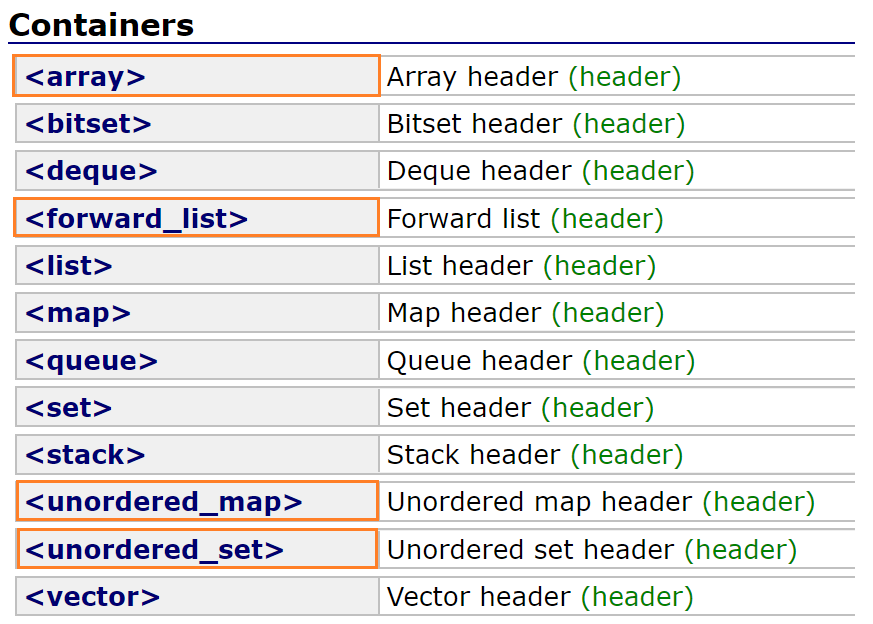 Containers
<array> Array header (header)
<bitset> Bitset header (header)
<deque> Deque header (header)
<forward_list> Forward list (header)
<list> List header (header)
<map> Map header (header)
<queue> Queue header (header)
<set> Set header (header)
<stack> Stack header (header)
<unordered_map> Unordered map header (header)
<unordered_set> Unordered set header (header)
<vector> Vector header (header)